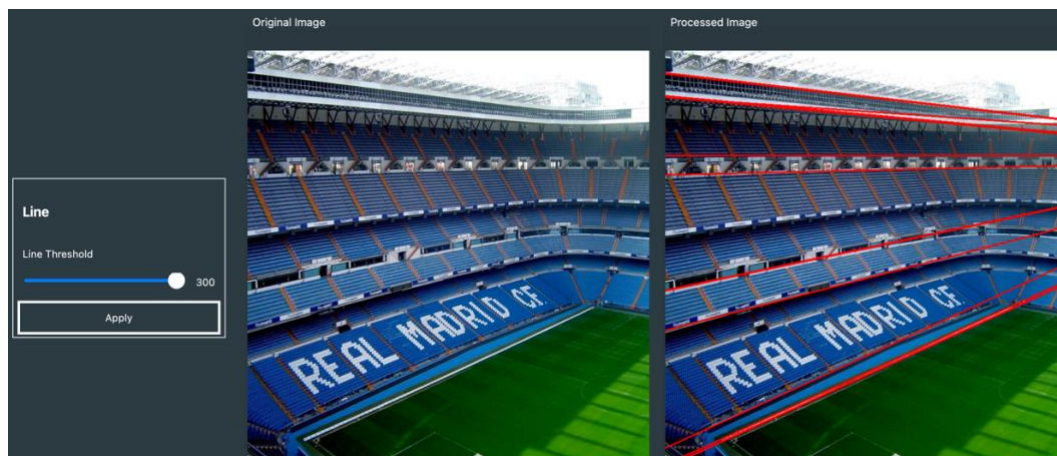 Original Image
Processed Image
Line
Line Threshold
300
Apply
REAL MADRID CF.
REAL MADRID CF.